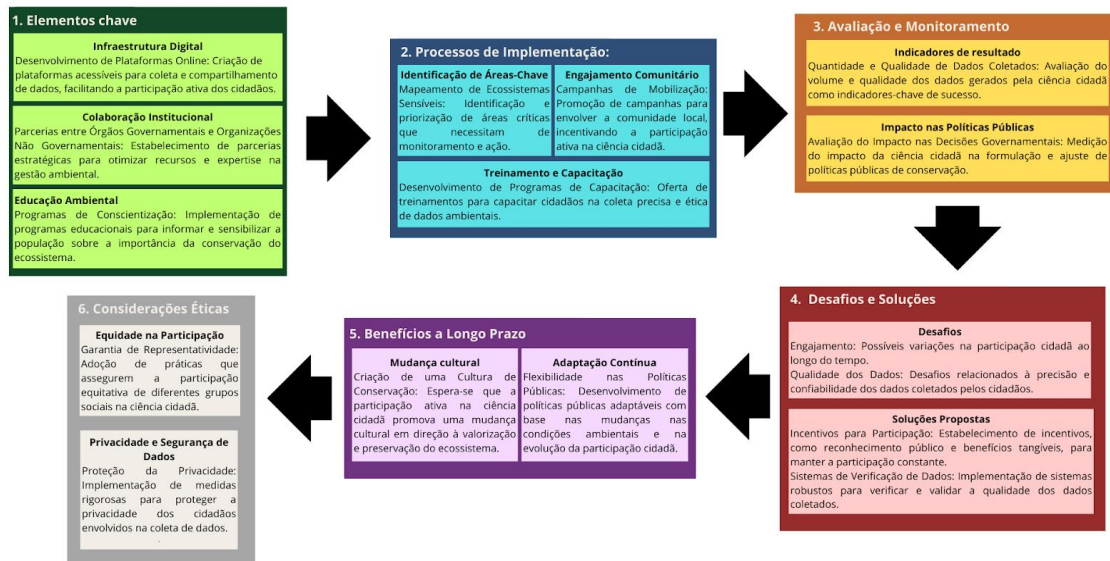 1. Elementos chave
Infraestrutura Digital
Desenvolvimento de Plataformas Online: Criação de
plataformas acessíveis para coleta e compartilhamento
de dados, facilitando a participação ativa dos cidadãos.
Colaboração Institucional
Parcerias entre Órgãos Governamentais e Organizações
Não Governamentais: Estabelecimento de parcerias
estratégicas para otimizar recursos e expertise na
gestão ambiental.
Educação Ambiental
Programas de Conscientização: Implementação de
programas educacionais para informar e sensibilizar a
população sobre a importância da conservação do
ecossistema.
2. Processos de Implementação:
Identificação de Áreas-Chave
Mapeamento de Ecossistemas
Sensíveis: Identificação e
priorização de áreas críticas
que necessitam de
monitoramento e ação.
Engajamento Comunitário
Campanhas de Mobilização:
Promoção de campanhas para
envolver a comunidade local,
incentivando a participação
ativa na ciência cidadã.
Treinamento e Capacitação
Desenvolvimento de Programas de Capacitação: Oferta de
treinamentos para capacitar cidadãos na coleta precisa e ética
de dados ambientais.
3. Avaliação e Monitoramento
Indicadores de resultado
Quantidade e Qualidade de Dados Coletados: Avaliação do
volume e qualidade dos dados gerados pela ciência cidadã
como indicadores-chave de sucesso.
Impacto nas Políticas Públicas
Avaliação do Impacto nas Decisões Governamentais: Medição
do impacto da ciência cidadã na formulação e ajuste de
políticas públicas de conservação.
4. Desafios e Soluções
Desafios
Engajamento: Possíveis variações na participação cidadã ao
longo do tempo.
Qualidade dos Dados: Desafios relacionados à precisão e
confiabilidade dos dados coletados pelos cidadãos.
Soluções Propostas
Incentivos para Participação: Estabelecimento de incentivos,
como reconhecimento público e benefícios tangíveis, para
manter a participação constante.
Sistemas de Verificação de Dados: Implementação de sistemas
robustos para verificar e validar a qualidade dos dados
coletados.
5. Benefícios a Longo Prazo
Mudança cultural
Criação de uma Cultura de
Conservação: Espera-se que a
participação ativa na ciência
cidadã promova uma mudança
cultural em direção à valorização
e preservação do ecossistema.
Adaptação Contínua
Flexibilidade nas Políticas
Públicas: Desenvolvimento de
políticas públicas adaptáveis com
base nas mudanças nas
condições ambientais e na
evolução da participação cidadã.
6. Considerações Éticas
Equidade na Participação
Garantia de Representatividade:
Adoção de práticas que
assegurem a participação
equitativa de diferentes grupos
sociais na ciência cidadã.
Privacidade e Segurança de
Dados
Proteção da Privacidade:
Implementação de medidas
rigorosas para proteger a
privacidade dos cidadãos
envolvidos na coleta de dados.
.